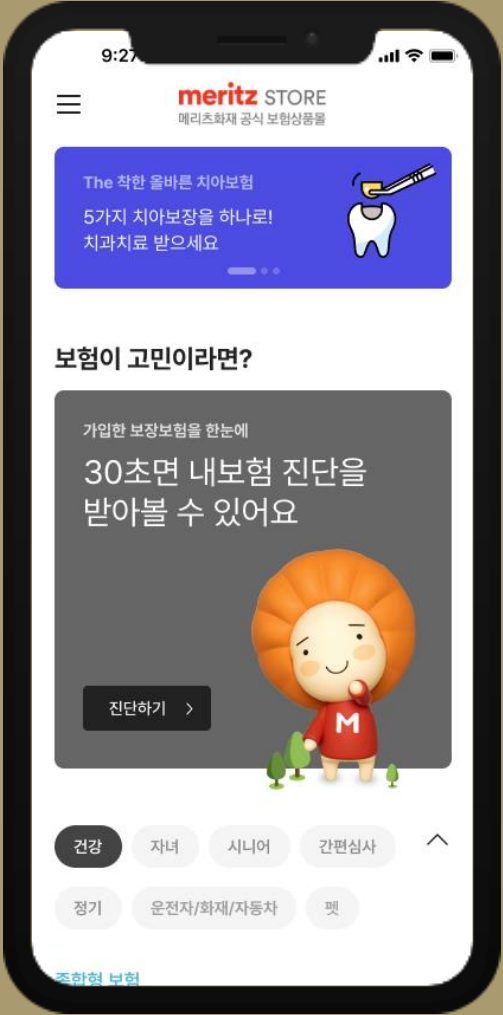 9:27
meritz STORE
메리츠화재 공식 보험상품몰
The 착한 올바른 치아보험
5가지 치아보장을 하나로!
치과치료 받으세요
보험이 고민이라면?
가입한 보장보험을 한눈에
30초면 내보험 진단을
받아볼 수 있어요
진단하기
M
건강 자녀 시니어 간편심사
정기 운전자/화재/자동차 펫
종합형 보험